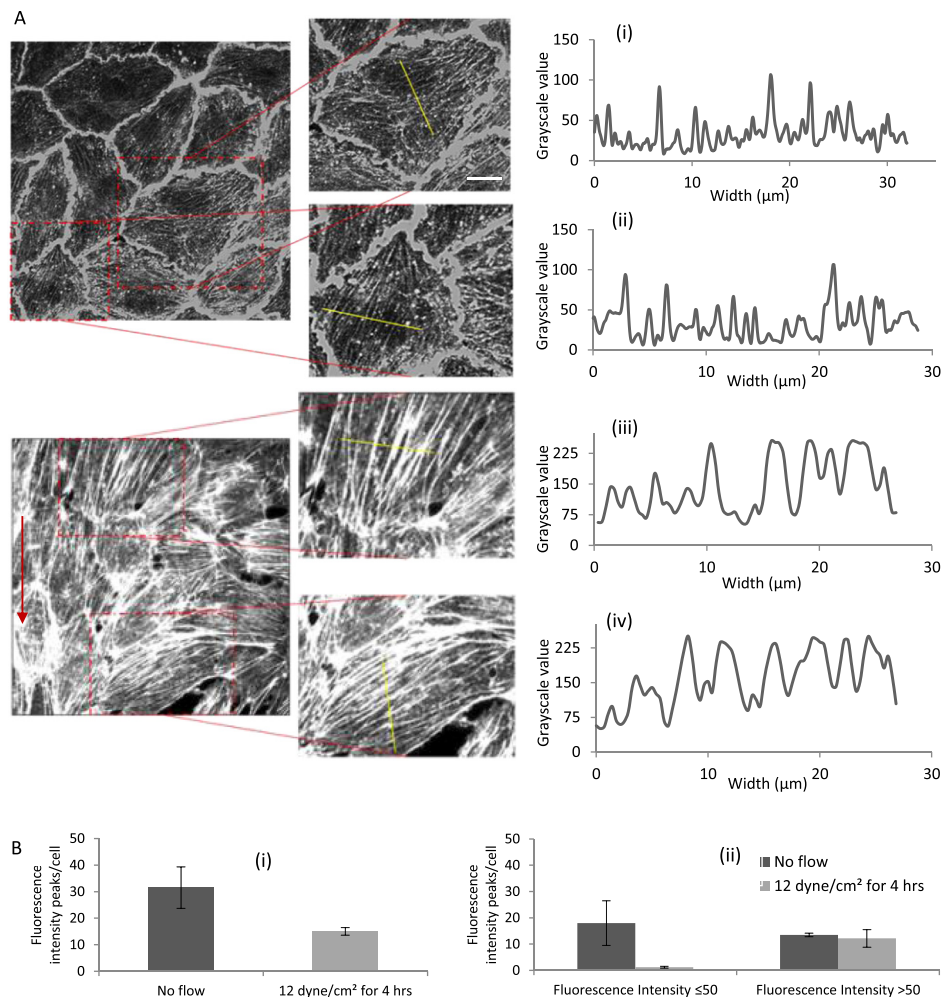 A
(i)
150
100
50
0
Grayscale value
0 10 20 30
Width (µm)
(ii)
150
100
50
0
Grayscale value
0 10 20 30
Width (µm)
(iii)
225
150
75
0
Grayscale value
0 10 20 30
Width (µm)
(iv)
225
150
75
0
Grayscale value
0 10 20 30
Width (µm)
B
(i)
50
40
30
20
10
0
Fluorescence
intensity peaks/cell
No flow 12 dyne/cm² for 4 hrs
(ii)
50
40
30
20
10
0
Fluorescence
intensity peaks/cell
No flow
12 dyne/cm² for 4 hrs
Fluorescence Intensity ≤50 Fluorescence Intensity >50